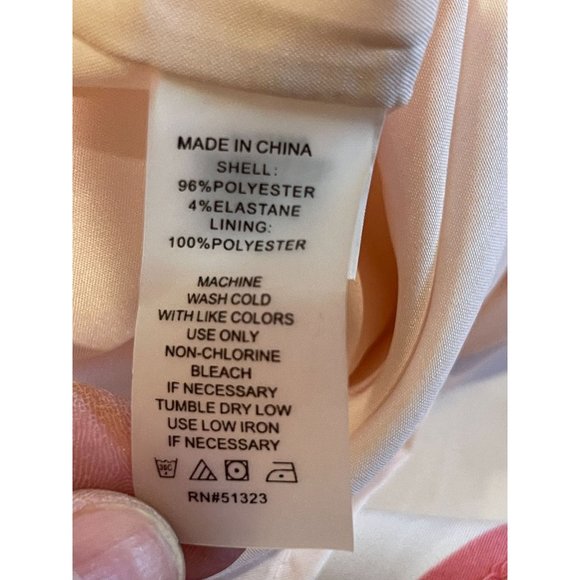 MADE IN CHINA
SHELL:
96%POLYESTER
4%ELASTANE
LINING:
100%POLYESTER
MACHINE
WASH COLD
WITH LIKE COLORS
USE ONLY
NON-CHLORINE
BLEACH
IF NECESSARY
TUMBLE DRY LOW
USE LOW IRON
IF NECESSARY
RN#51323